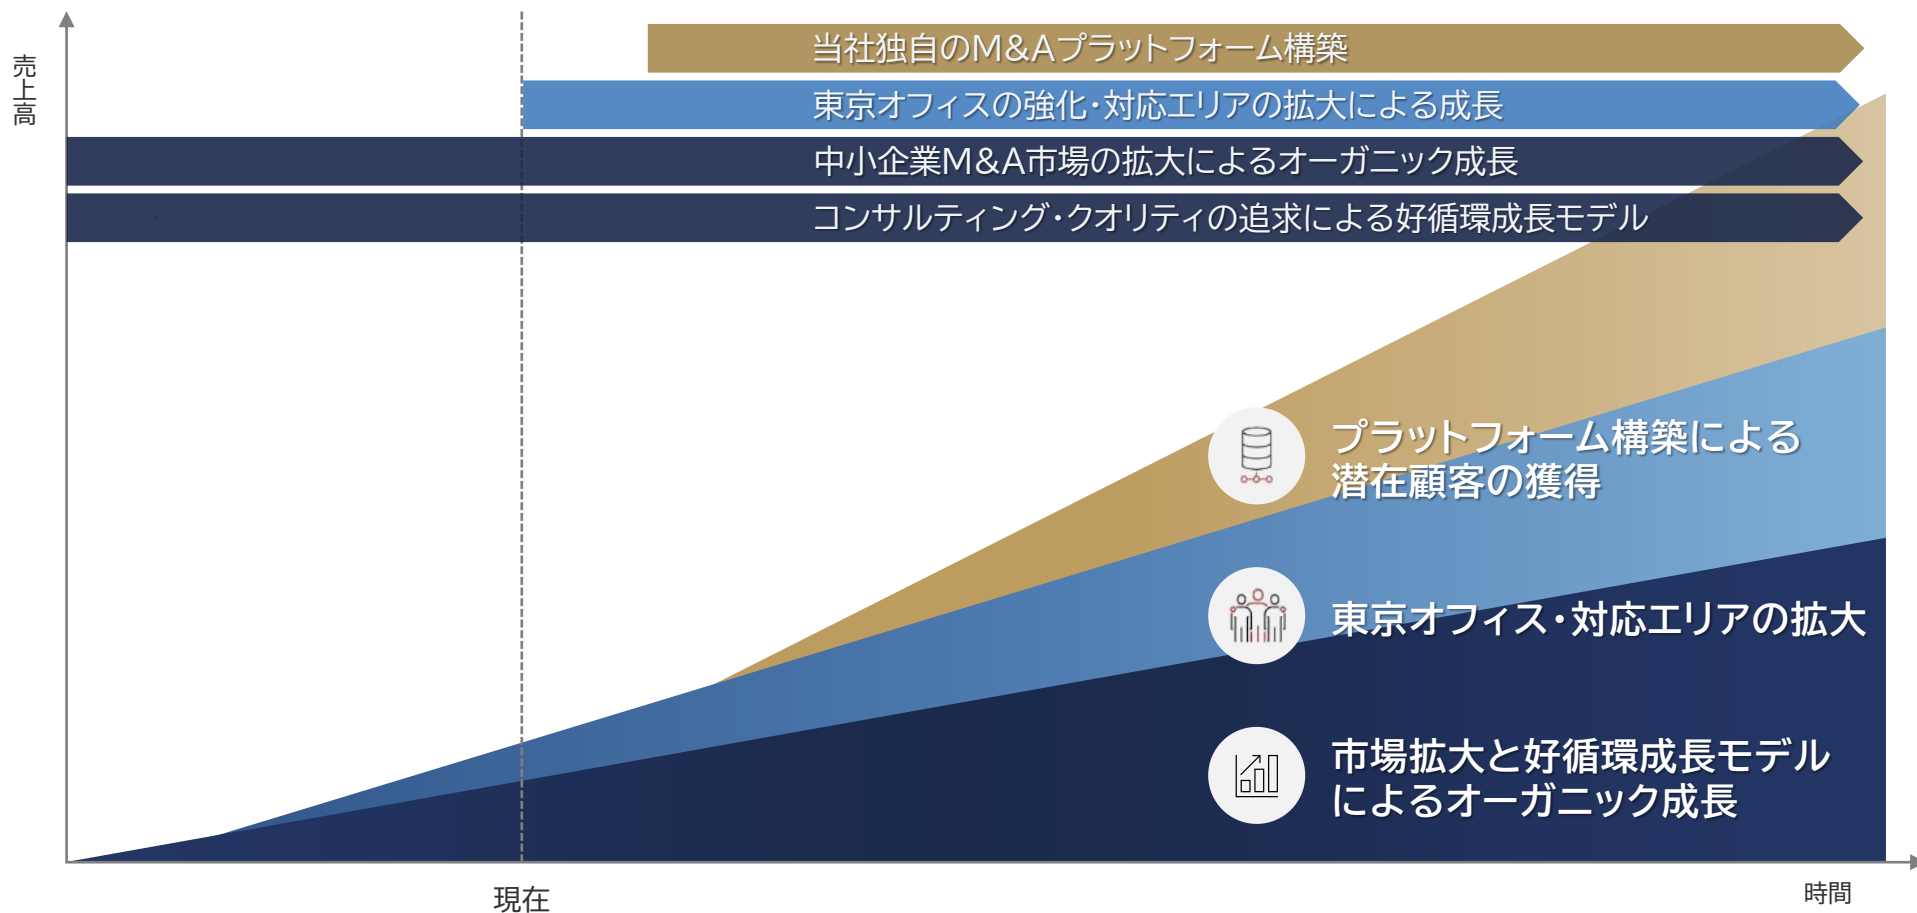 売上高
当社独自のM&Aプラットフォーム構築
東京オフィスの強化・対応エリアの拡大による成長
中小企業M&A市場の拡大によるオーガニック成長
コンサルティング・クオリティの追求による好循環成長モデル
プラットフォーム構築による
潜在顧客の獲得
東京オフィス・対応エリアの拡大
市場拡大と好循環成長モデル
によるオーガニック成長
現在
時間